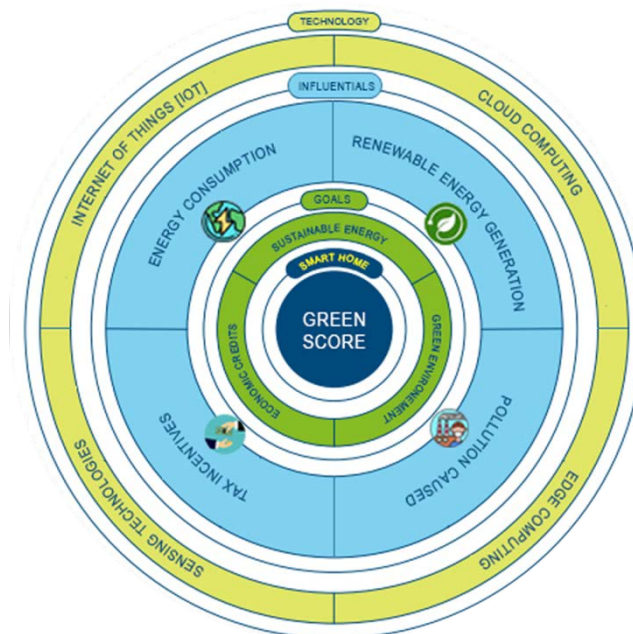 TECHNOLOGY
INTERNET OF THINGS [IOT]
CLOUD COMPUTING
INFLUENTIALS
ENERGY CONSUMPTION
RENEWABLE ENERGY GENERATION
GOALS
SUSTAINABLE ENERGY
SMART HOME
GREEN
SCORE
ECONOMIC CREDITS
GREEN ENVIRONEMENT
TAX INCENTIVES
POLLUTION CAUSED
SENSING TECHNOLOGIES
EDGE COMPUTING